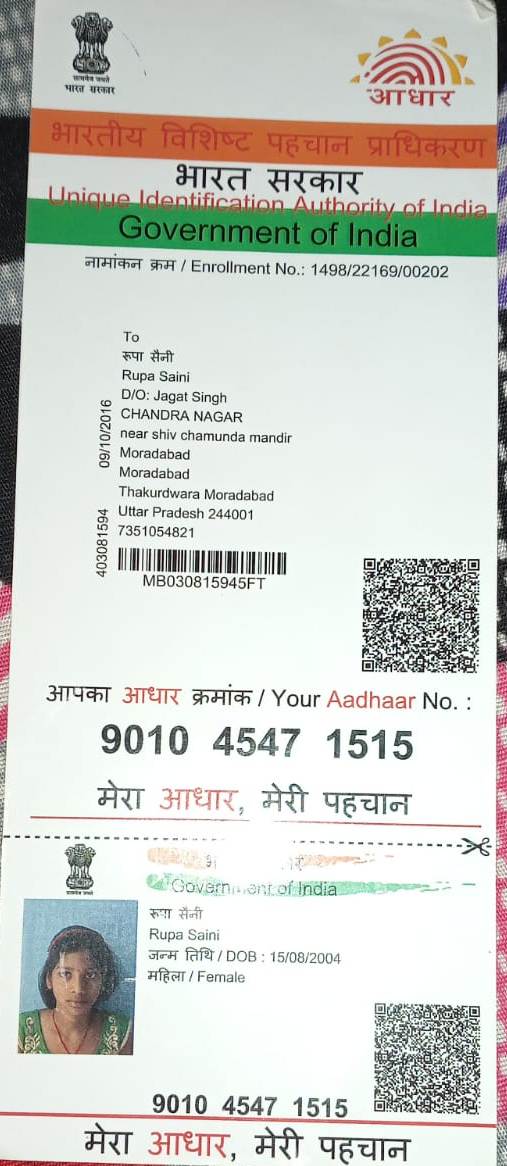 सत्यमेव जयते
भारत सरकार
आधार
भारतीय विशिष्ट पहचान प्राधिकरण
भारत सरकार
Unique Identification Authority of India
Government of India
नामांकन क्रम / Enrollment No.: 1498/22169/00202
To
रूपा सैनी
Rupa Saini
D/O: Jagat Singh
CHANDRA NAGAR
near shiv chamunda mandir
Moradabad
Moradabad
Thakurdwara Moradabad
Uttar Pradesh 244001
7351054821
403081594 09/10/2016
MB030815945FT
आपका आधार क्रमांक / Your Aadhaar No. :
9010 4547 1515
मेरा आधार, मेरी पहचान
Government of India
रूपा सैनी
Rupa Saini
जन्म तिथि / DOB : 15/08/2004
महिला / Female
9010 4547 1515
मेरा आधार, मेरी पहचान